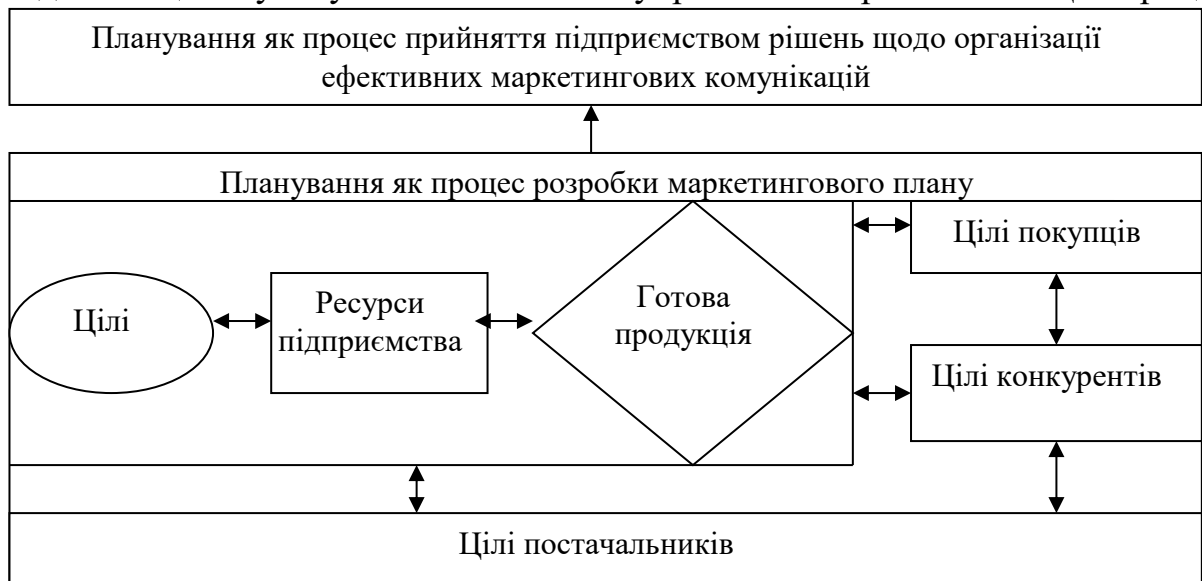 Планування як процес прийняття підприємством рішень щодо організації
ефективних маркетингових комунікацій
Планування як процес розробки маркетингового плану
Цілі покупців
Цілі
Ресурси
підприємства
Готова
продукція
Цілі конкурентів
Цілі постачальників